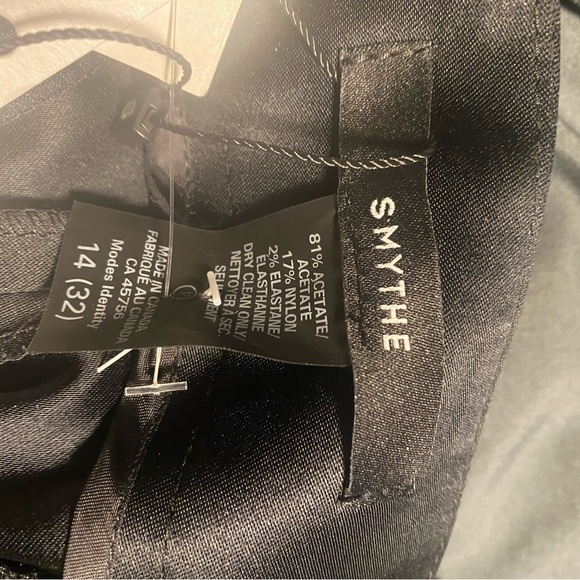 SMYTHE
81% ACETATE/
ACETATE
17% NYLON
2% ELASTANE/
ELASTHANNE
DRY CLEAN ONLY
NETTOYER A SEC
MADE IN CANADA
FABRIQUE AU CANADA
CA 45756
Modes Identity
14 (32)